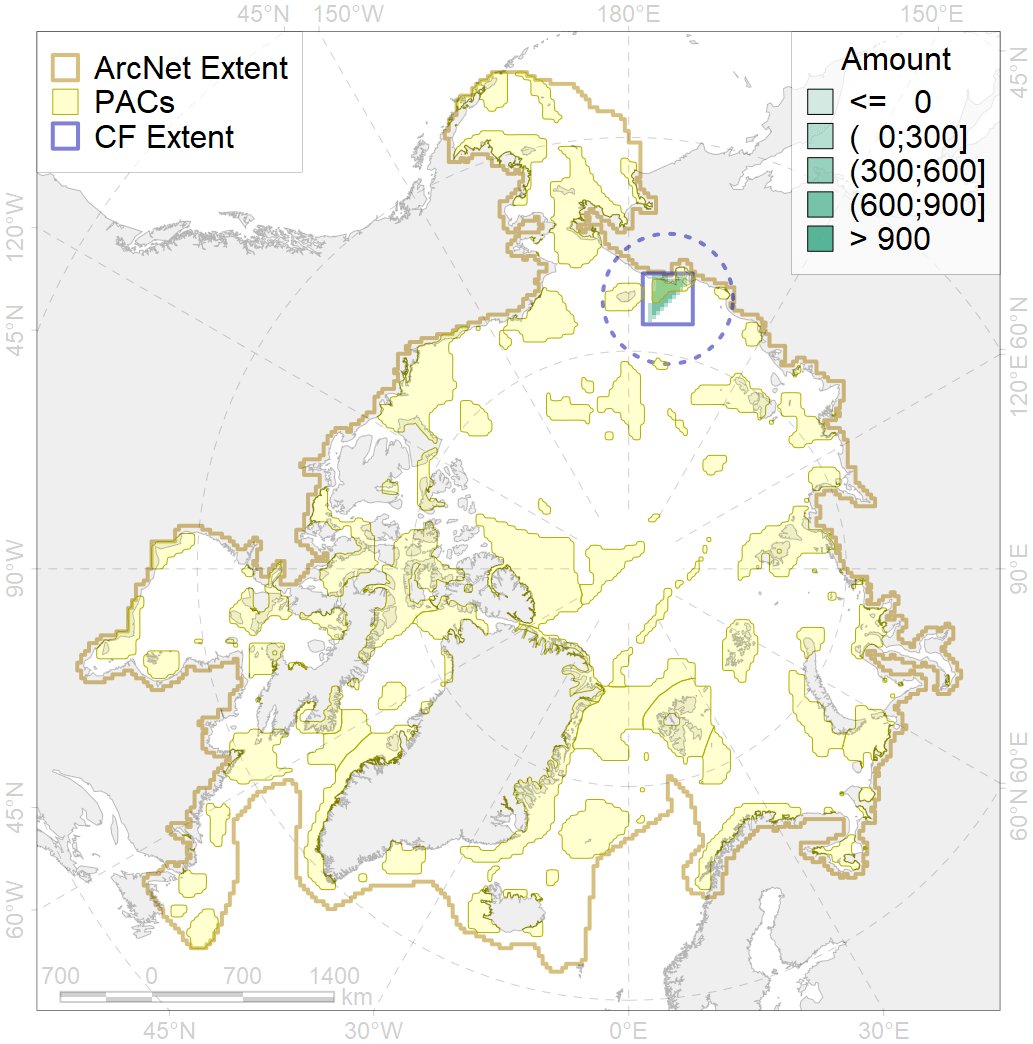 45°N 150°W 180°E 150°E
ArcNet Extent
PACs
CF Extent
Amount
<= 0
( 0;300]
(300;600]
(600;900]
> 900
45°N
120°W
60°N
45°N
120°E
90°W
90°E
60°E
45°N
60°N
60°W
700 0 700 1400
km
45°N 30°W 0°E 30°E